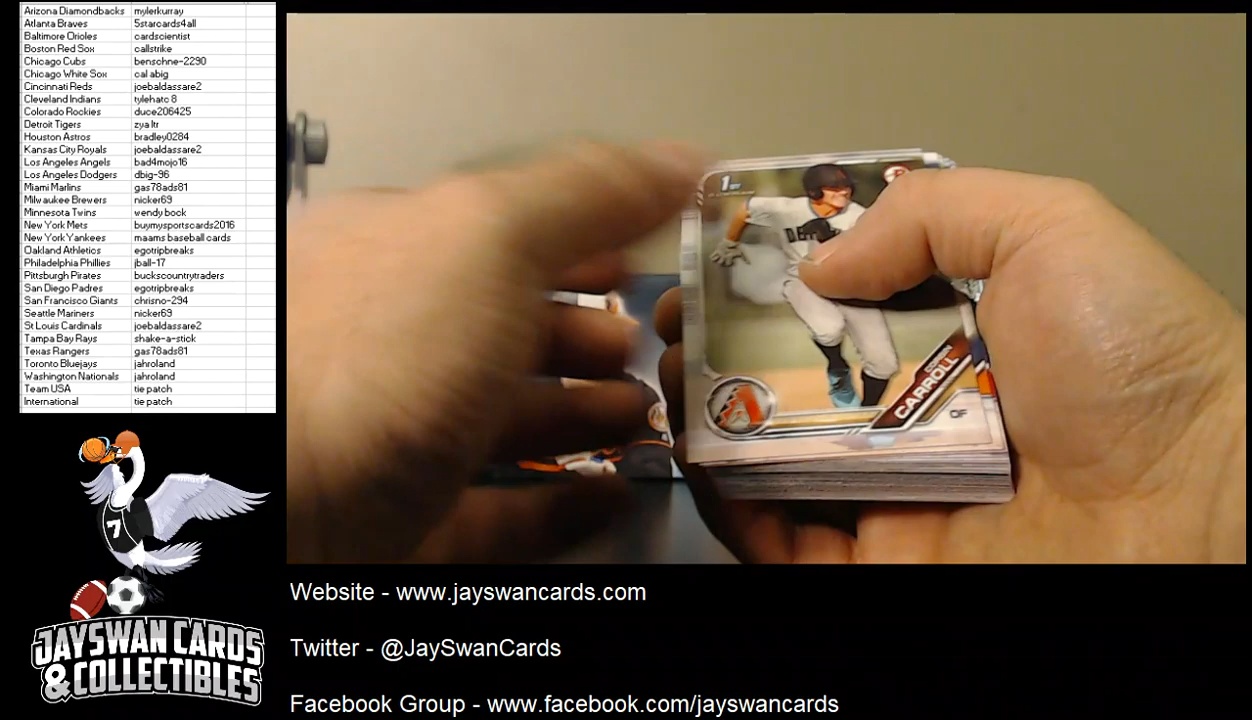 Arizona Diamondbacks mylerkurray
Atlanta Braves 5starcards4all
Baltimore Orioles cardscientist
Boston Red Sox callstrike
Chicago Cubs benschne-2290
Chicago White Sox cal abig
Cincinnati Reds joebaldassare2
Cleveland Indians tylehatc 8
Colorado Rockies duce206425
Detroit Tigers zya ltr
Houston Astros bradley0284
Kansas City Royals joebaldassare2
Los Angeles Angels bad4mojo16
Los Angeles Dodgers dbig-96
Miami Marlins gas78ads81
Milwaukee Brewers nicker69
Minnesota Twins wendy bock
New York Mets buymysportscards2016
New York Yankees maams baseball cards
Oakland Athletics egotripbreaks
Philadelphia Phillies jball-17
Pittsburgh Pirates buckscountrytraders
San Diego Padres egotripbreaks
San Francisco Giants chrisno-294
Seattle Mariners nicker69
St Louis Cardinals joebaldassare2
Tampa Bay Rays shake-a-stick
Texas Rangers gas78ads81
Toronto Bluejays jahroland
Washington Nationals jahroland
Team USA tie patch
International tie patch
1st
CORBIN
CARROLL
OF
7
JAYSWAN CARDS
& COLLECTIBLES
Website - www.jayswancards.com
Twitter - @JaySwanCards
Facebook Group - www.facebook.com/jayswancards